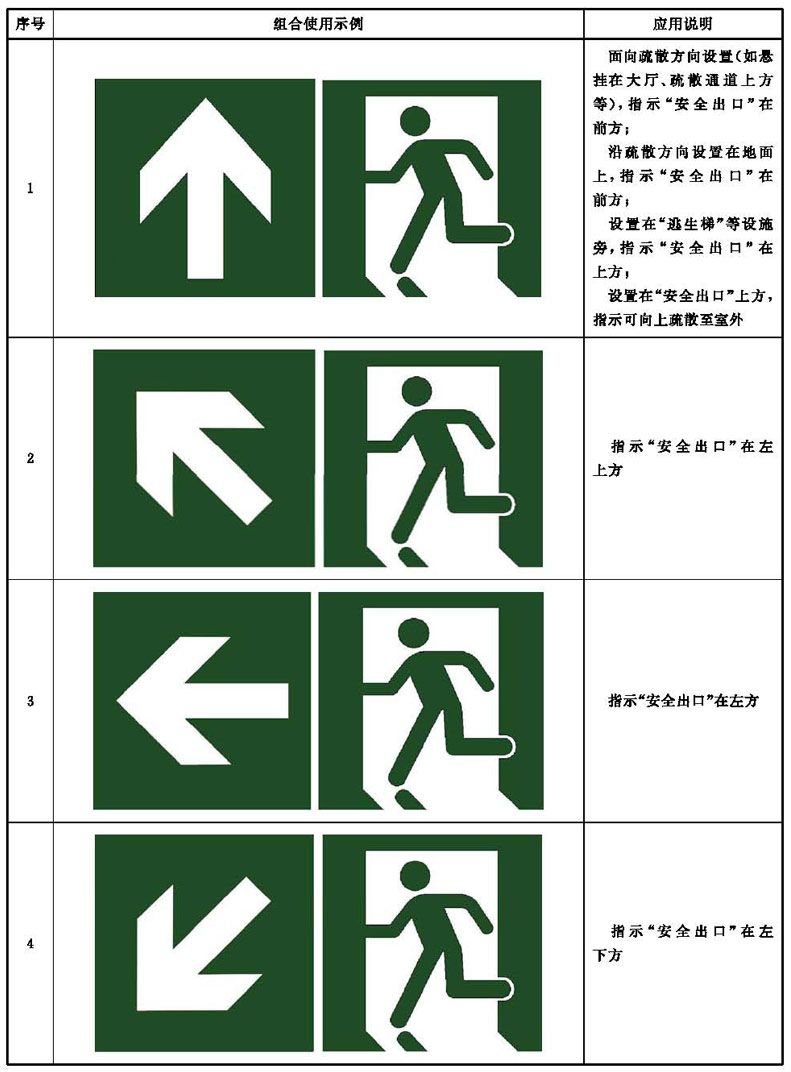 序号 组合使用示例 应用说明
1
面向疏散方向设置(如悬
挂在大厅、疏散通道上方
等),指示“安全出口”在
前方;
沿疏散方向设置在地面
上,指示“安全出口”在
前方;
设置在“逃生梯”等设施
旁,指示“安全出口”在
上方;
设置在“安全出口”上方,
指示可向上疏散至室外
2
指示“安全出口”在左
上方
3
指示“安全出口”在左方
4
指示“安全出口”在左
下方